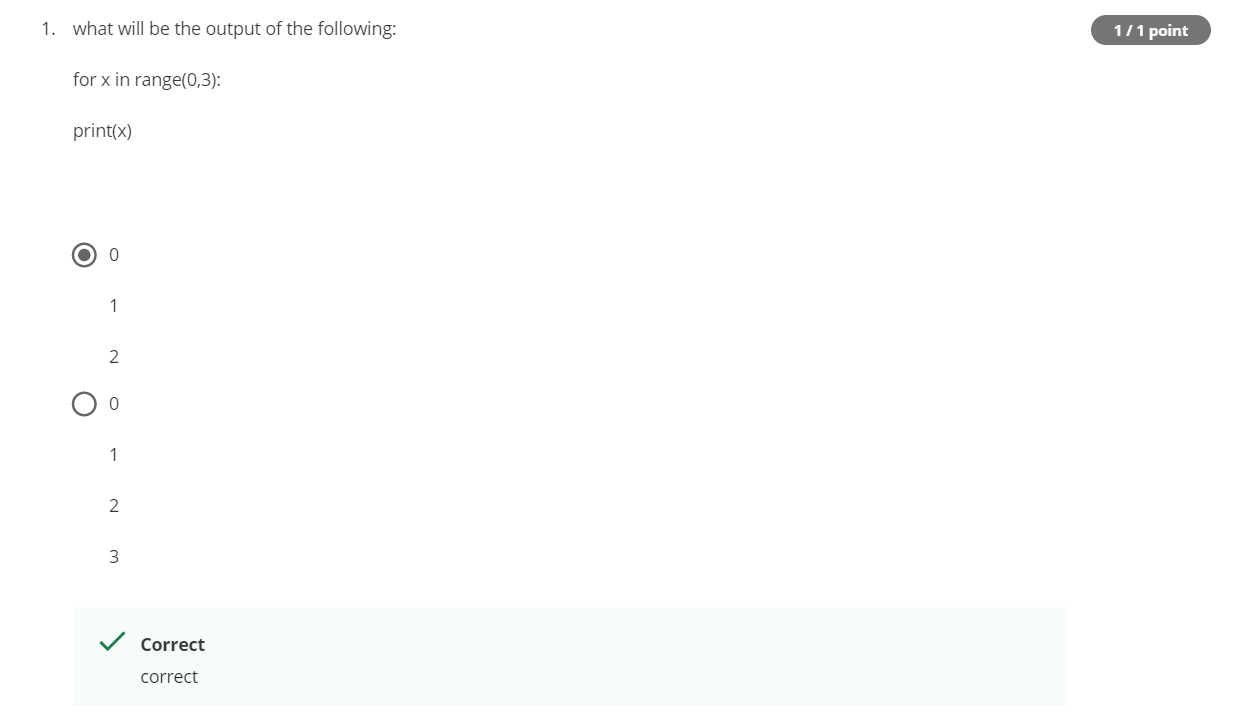 1. what will be the output of the following:
1 / 1 point
for x in range(0,3):
print(x)
0
1
2
0
1
2
3
Correct
correct